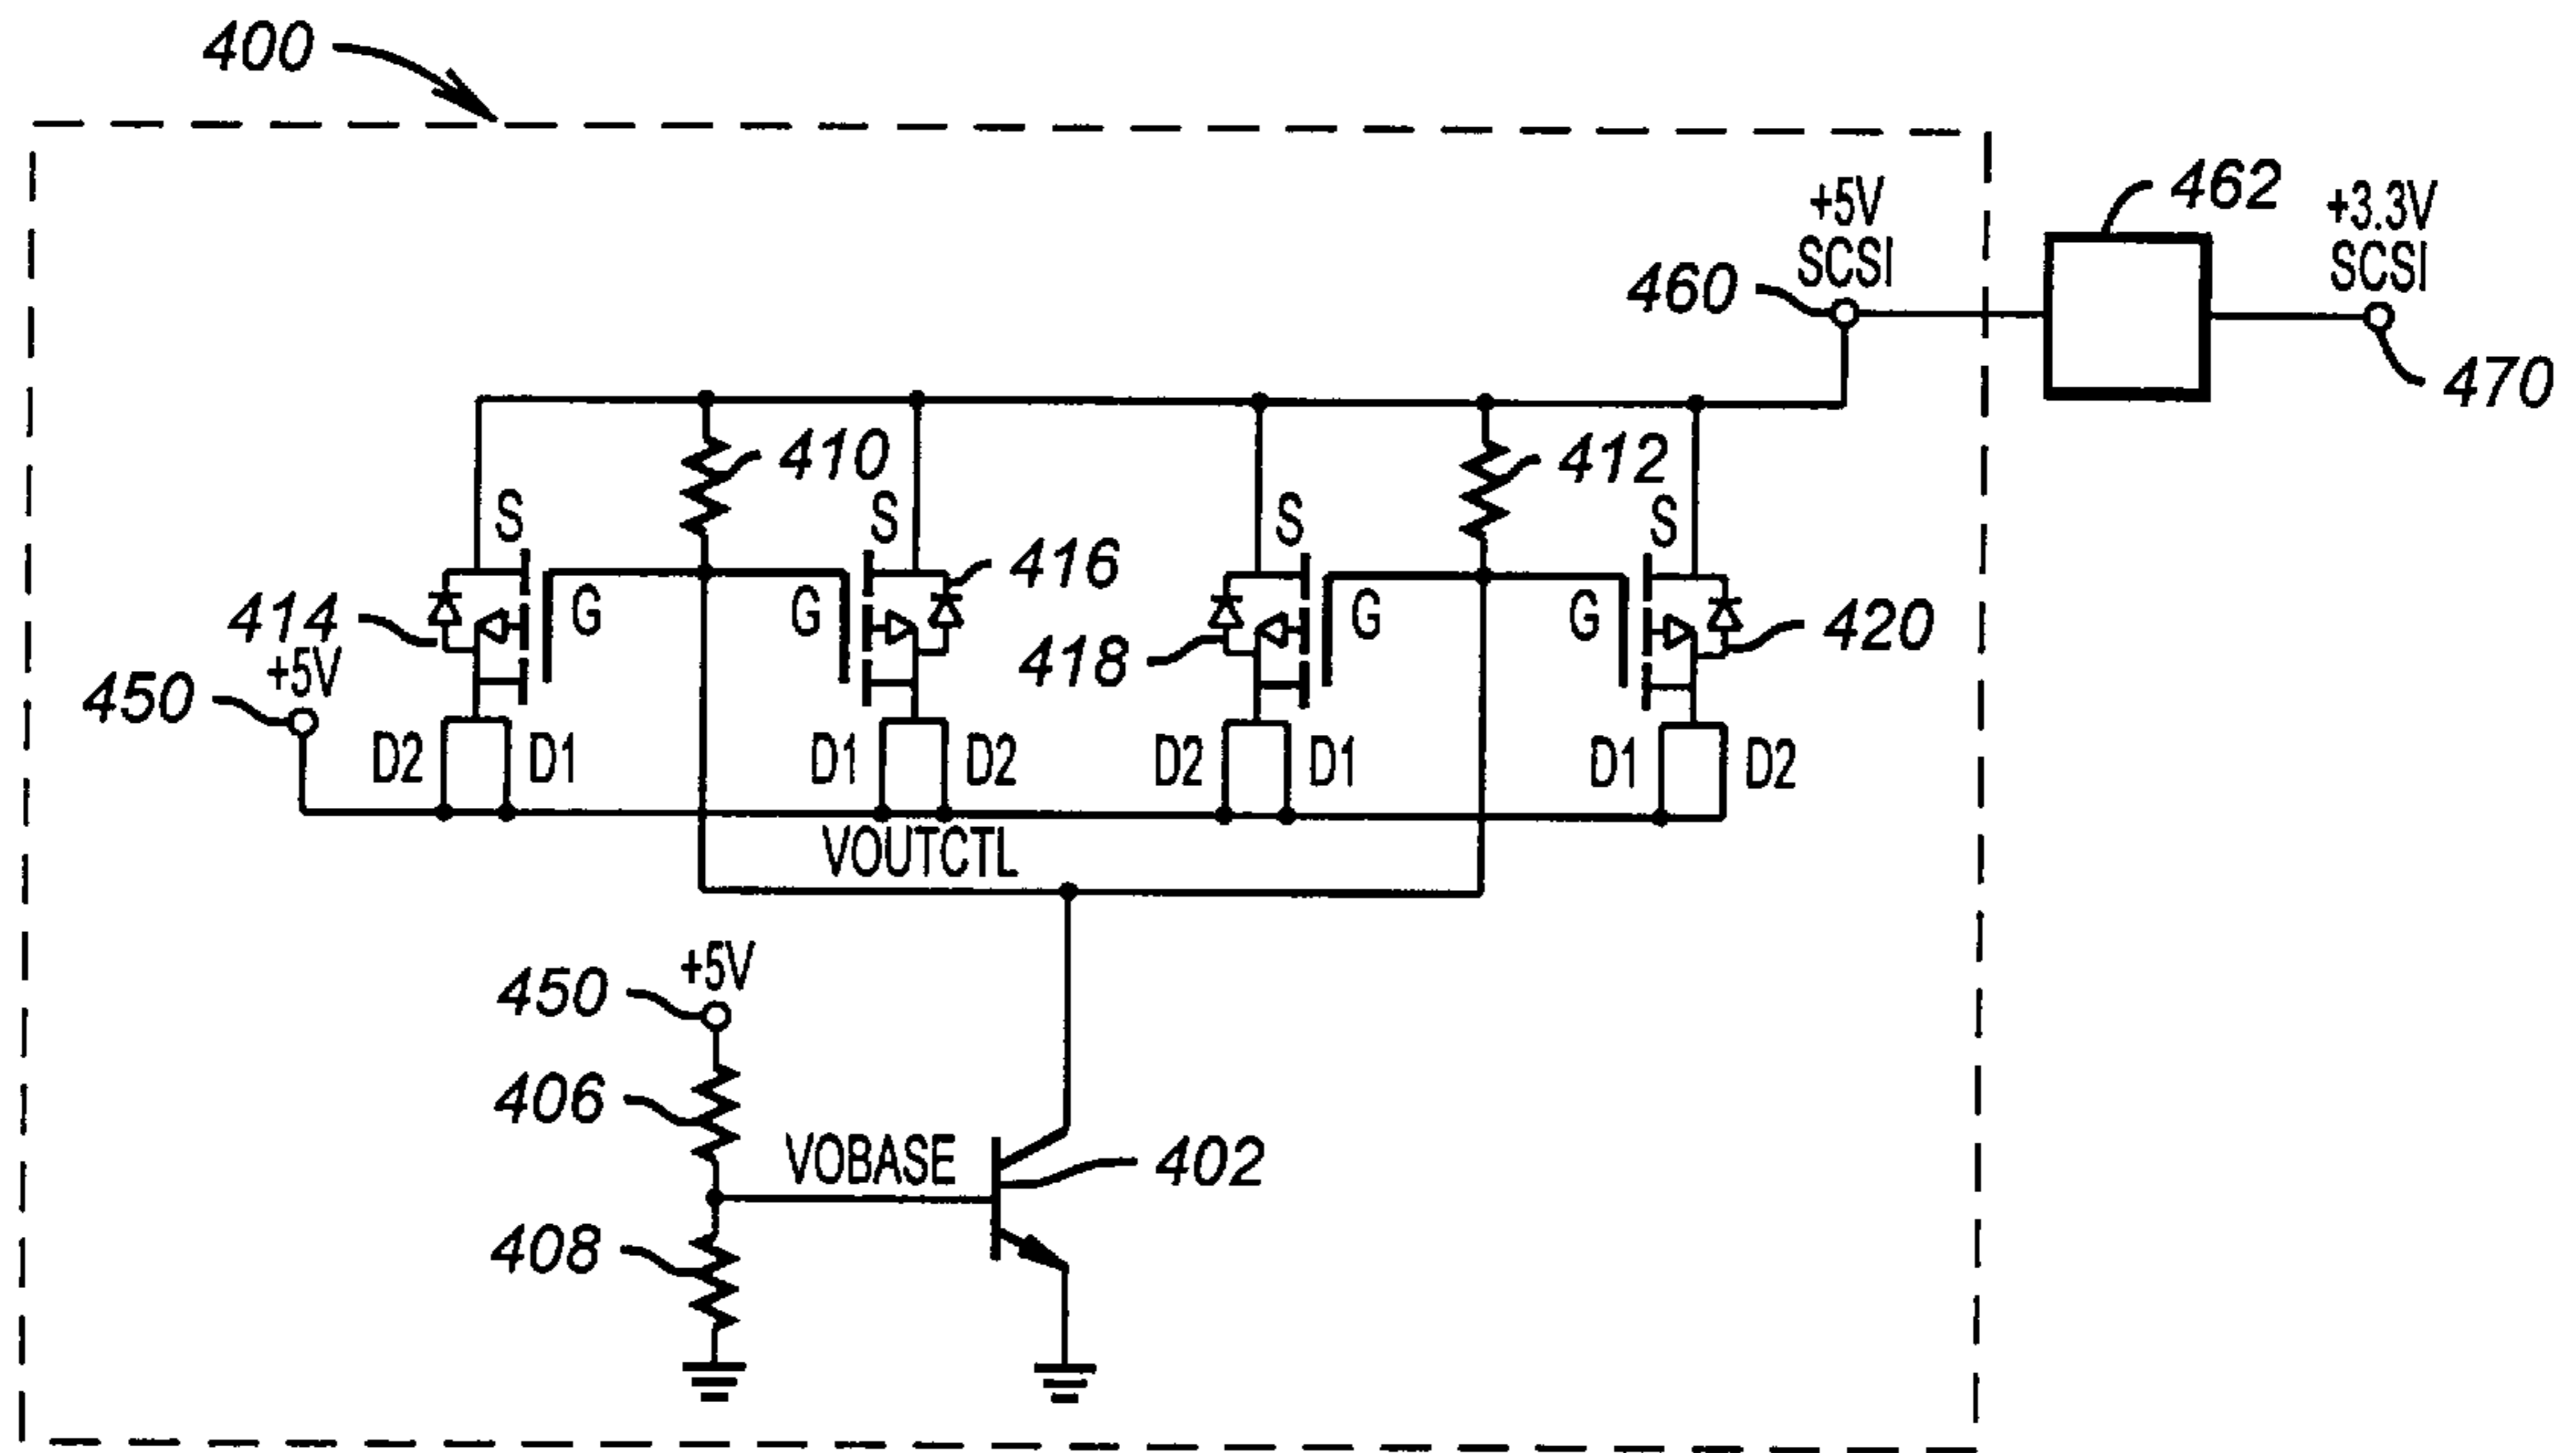 400
462
+5V
SCSI
+3.3V
SCSI
460
470
410
412
S
S
S
S
416
414
G
G
418
G
G
420
+5V
450
D2
D1
D1
D2
D2
D1
D1
D2
VOUTCTL
+5V
450
406
VOBASE
402
408